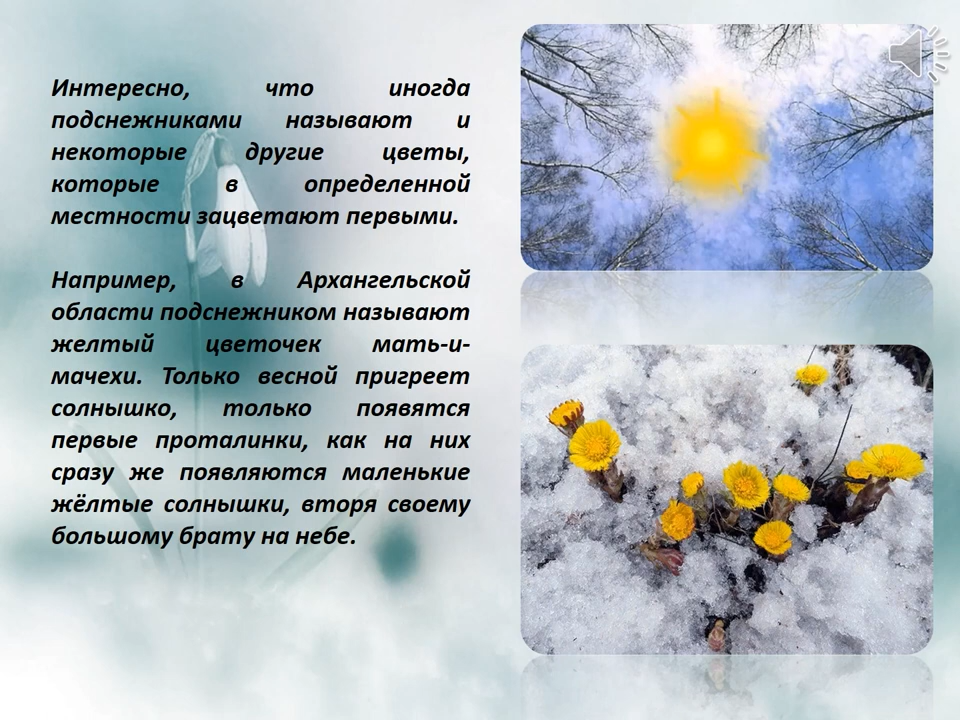 Интересно, что иногда
подснежниками называют и
некоторые другие цветы,
которые в определенной
местности зацветают первыми.
Например, в Архангельской
области подснежником называют
желтый цветочек мать-и-
мачехи. Только весной пригреет
солнышко, только появятся
первые проталинки, как на них
сразу же появляются маленькие
жёлтые солнышки, вторя своему
большому брату на небе.